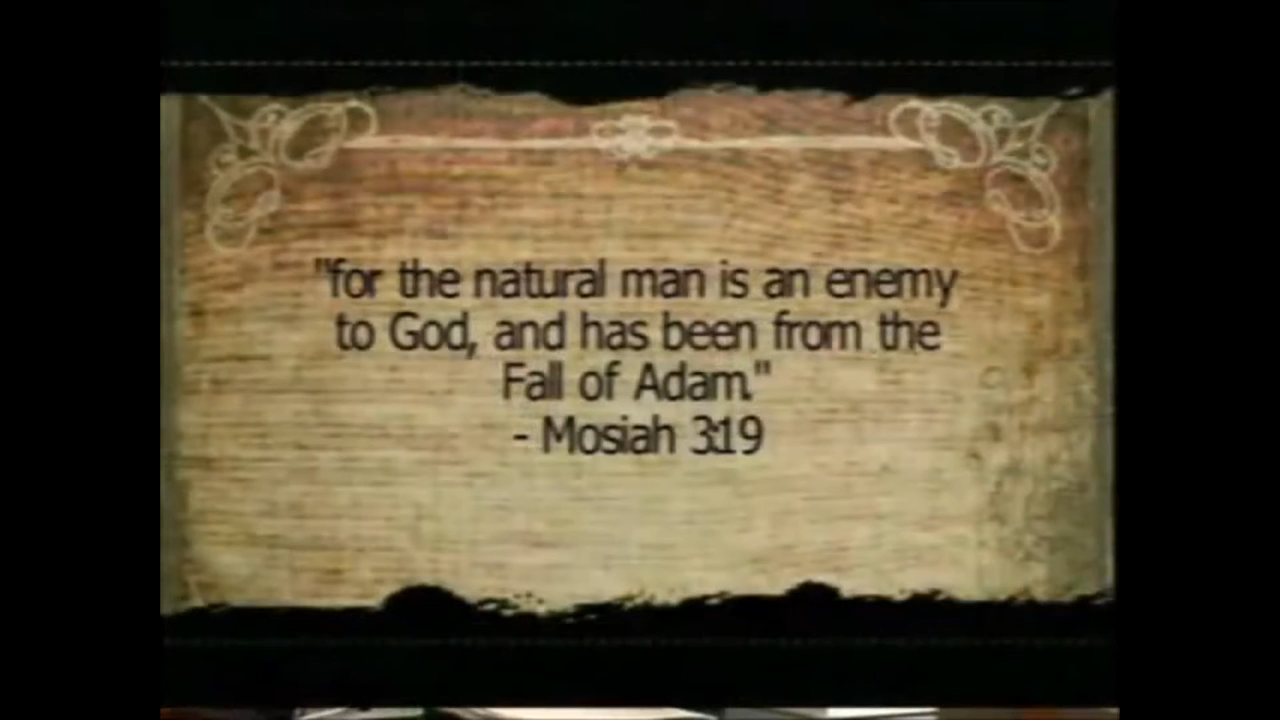 "for the natural man is an enemy
to God, and has been from the
Fall of Adam."
- Mosiah 3:19